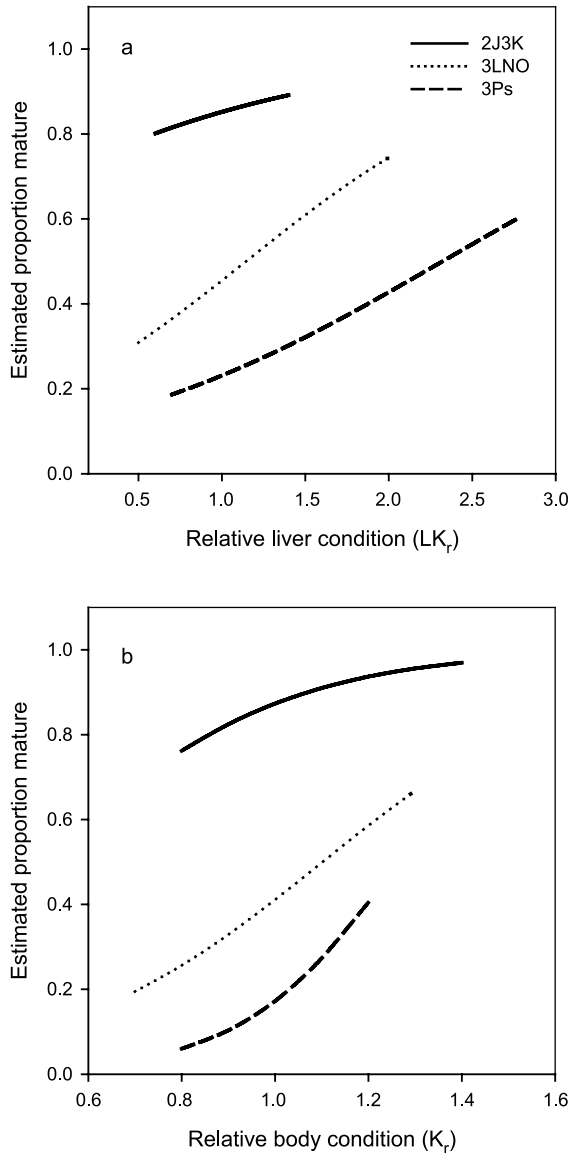 a
2J3K
3LNO
3Ps
Estimated proportion mature
1.0
0.8
0.6
0.4
0.2
0.0
0.5 1.0 1.5 2.0 2.5 3.0
Relative liver condition (LKr)
b
Estimated proportion mature
1.0
0.8
0.6
0.4
0.2
0.0
0.6 0.8 1.0 1.2 1.4 1.6
Relative body condition (Kr)